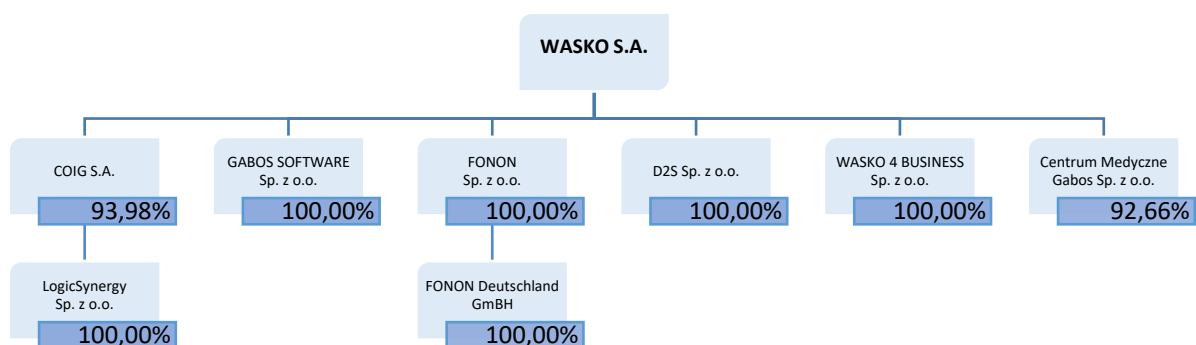 WASKO S.A.
COIG S.A.
93,98%
GABOS SOFTWARE
Sp. z o.o.
100,00%
FONON
Sp. z o.o.
100,00%
D2S Sp. z o.o.
100,00%
WASKO 4 BUSINESS
Sp. z o.o.
100,00%
Centrum Medyczne
Gabos Sp. z o.o.
92,66%
LogicSynergy
Sp. z o.o.
100,00%
FONON Deutschland
GmBH
100,00%